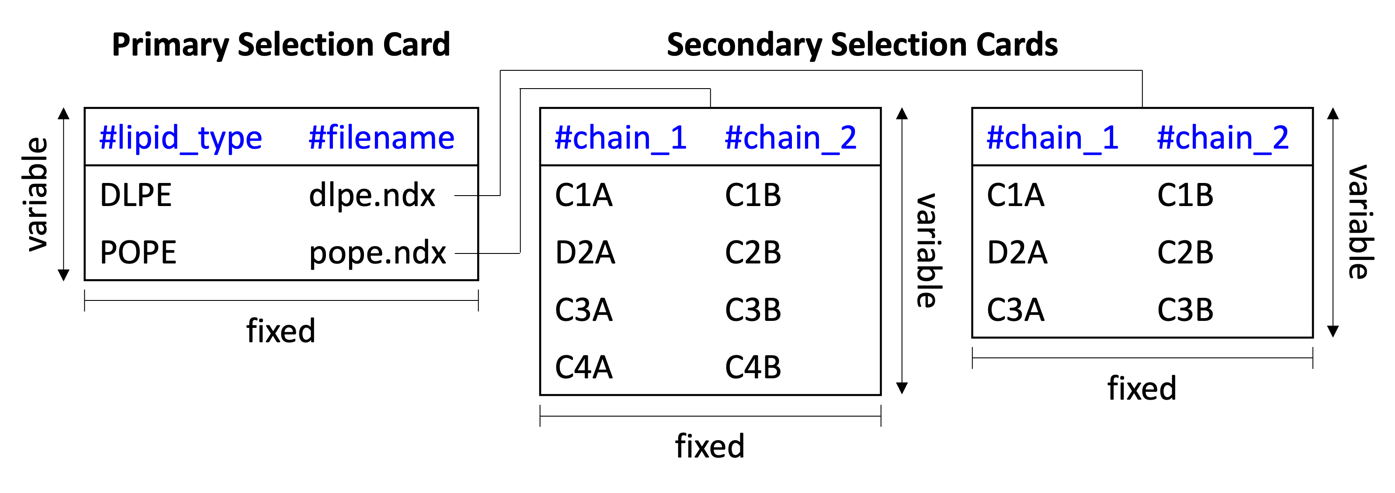 Primary Selection Card
variable
#lipid_type #filename
DLPE dlpe.ndx
POPE pope.ndx
fixed
Secondary Selection Cards
#chain_1 #chain_2
C1A C1B
D2A C2B
C3A C3B
C4A C4B
variable
fixed
#chain_1 #chain_2
C1A C1B
D2A C2B
C3A C3B
variable
fixed